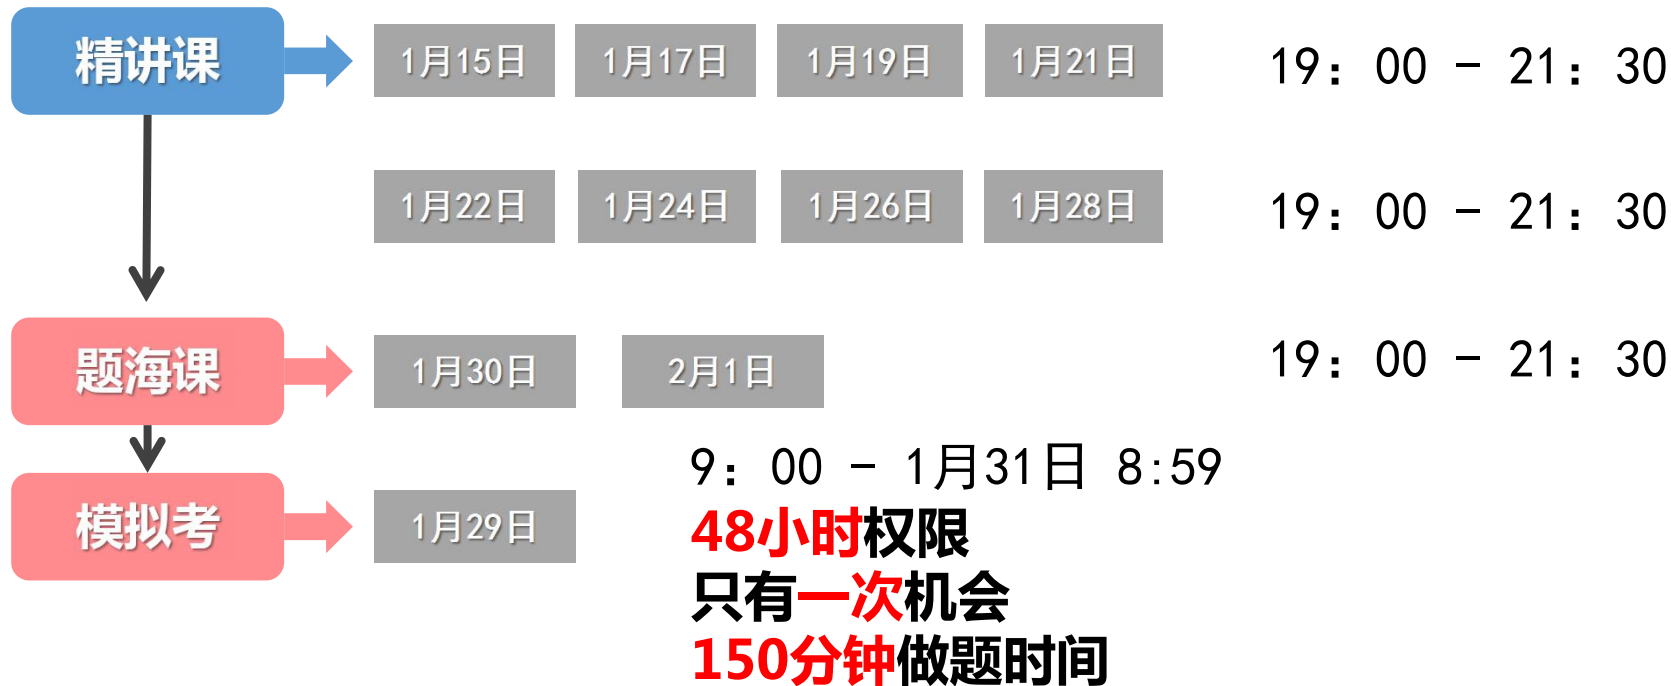 精讲课 1月15日 1月17日 1月19日 1月21日 19：00 - 21：30
1月22日 1月24日 1月26日 1月28日 19：00 - 21：30
题海课 1月30日 2月1日 19：00 - 21：30
9：00 - 1月31日 8:59
模拟考 1月29日
48小时权限
只有一次机会
150分钟做题时间